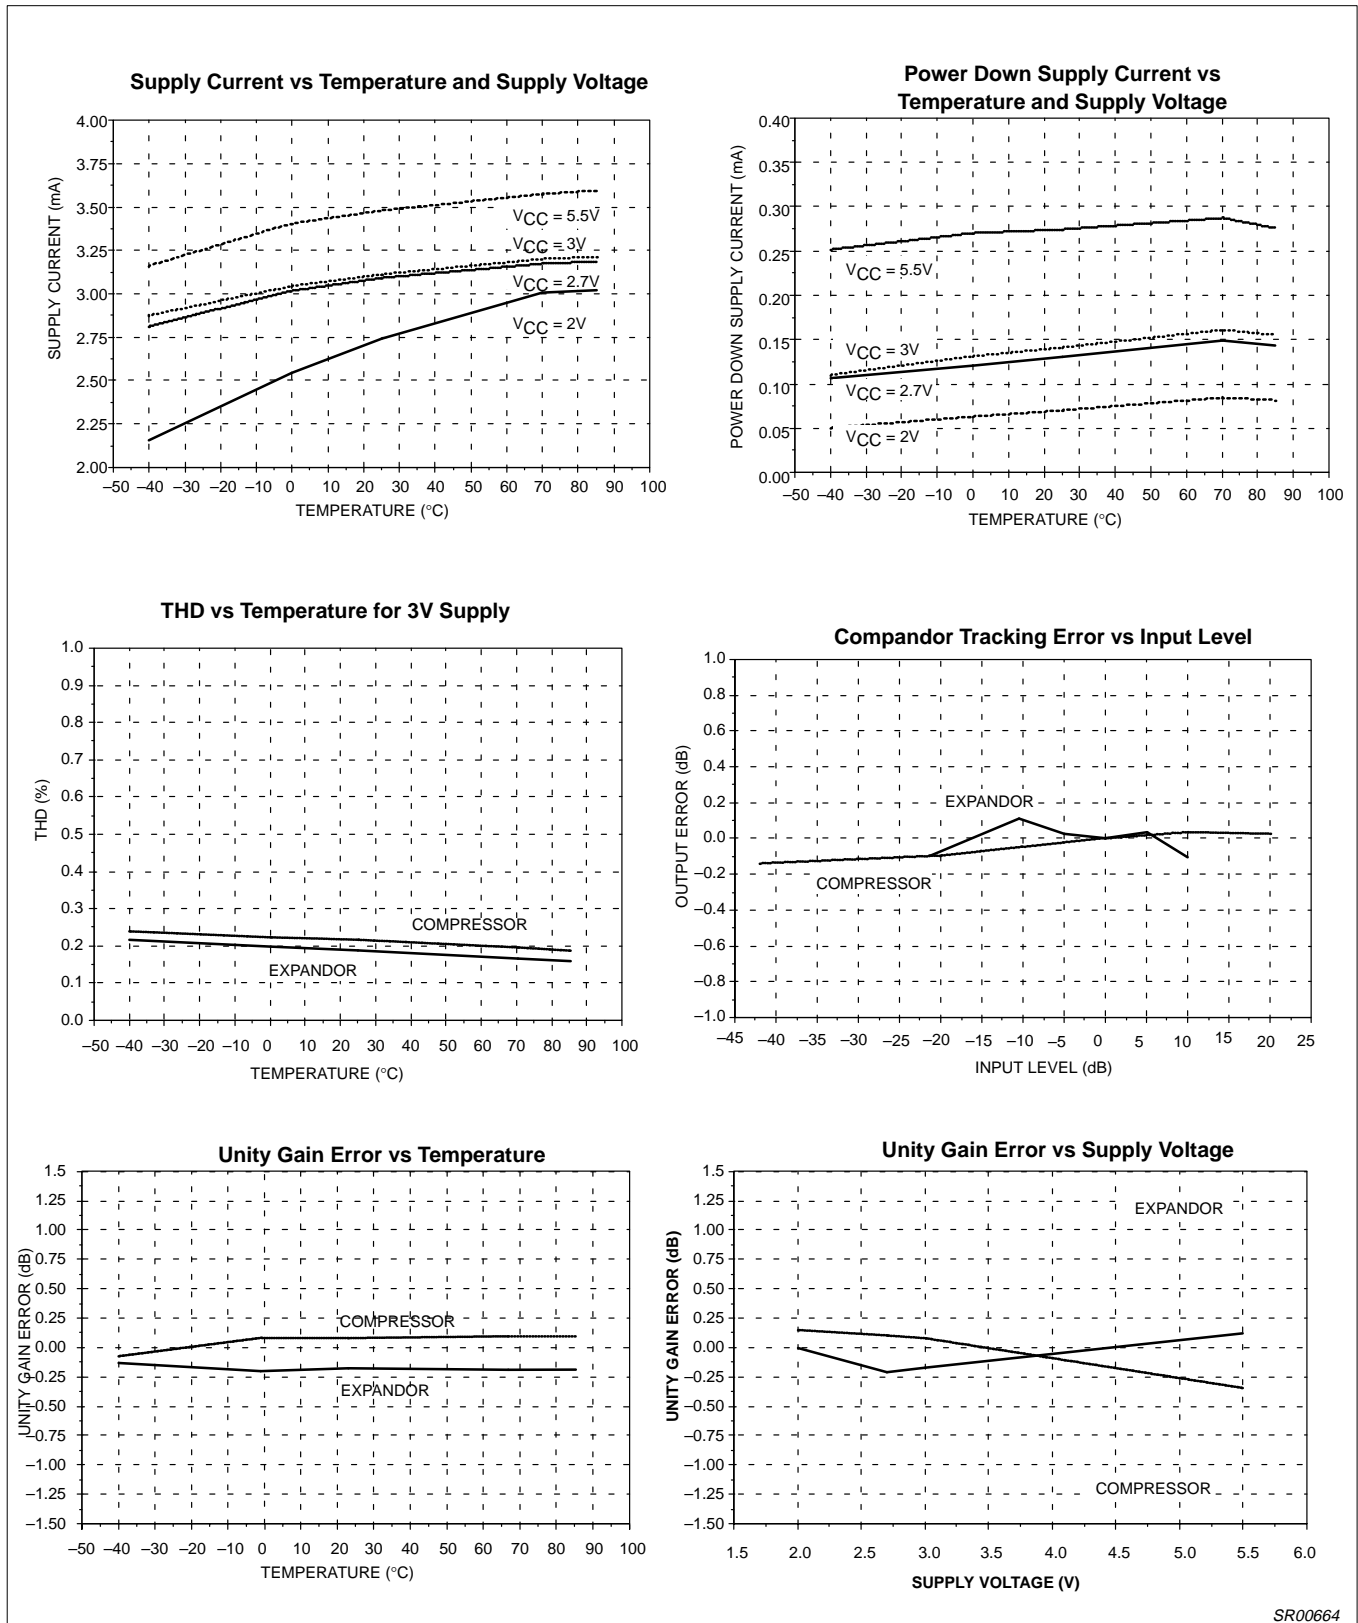 Supply Current vs Temperature and Supply Voltage
4.00
3.75
3.50
3.25
3.00
2.75
2.50
2.25
2.00
SUPPLY CURRENT (mA)
VCC = 5.5V
VCC = 3V
VCC = 2.7V
VCC = 2V
–50 –40 –30 –20 –10 0 10 20 30 40 50 60 70 80 90 100
TEMPERATURE (°C)
Power Down Supply Current vs
Temperature and Supply Voltage
0.40
0.35
0.30
0.25
0.20
0.15
0.10
0.05
0.00
POWER DOWN SUPPLY CURRENT (mA)
VCC = 5.5V
VCC = 3V
VCC = 2.7V
VCC = 2V
–50 –40 –30 –20 –10 0 10 20 30 40 50 60 70 80 90 100
TEMPERATURE (°C)
THD vs Temperature for 3V Supply
1.0
0.9
0.8
0.7
0.6
0.5
0.4
0.3
0.2
0.1
0.0
THD (%)
COMPRESSOR
EXPANDOR
–50 –40 –30 –20 –10 0 10 20 30 40 50 60 70 80 90 100
TEMPERATURE (°C)
Compandor Tracking Error vs Input Level
1.0
0.8
0.6
0.4
0.2
0.0
–0.2
–0.4
–0.6
–0.8
–1.0
OUTPUT ERROR (dB)
EXPANDOR
COMPRESSOR
–45 –40 –35 –30 –25 –20 –15 –10 –5 0 5 10 15 20 25
INPUT LEVEL (dB)
Unity Gain Error vs Temperature
1.5
1.25
1.00
0.75
0.50
0.25
0.00
–0.25
–0.50
–0.75
–1.00
–1.25
–1.50
UNITY GAIN ERROR (dB)
COMPRESSOR
EXPANDOR
–50 –40 –30 –20 –10 0 10 20 30 40 50 60 70 80 90 100
TEMPERATURE (°C)
Unity Gain Error vs Supply Voltage
1.5
1.25
1.00
0.75
0.50
0.25
0.00
–0.25
–0.50
–0.75
–1.00
–1.25
–1.50
UNITY GAIN ERROR (dB)
EXPANDOR
COMPRESSOR
1.5 2.0 2.5 3.0 3.5 4.0 4.5 5.0 5.5 6.0
SUPPLY VOLTAGE (V)
SR00664